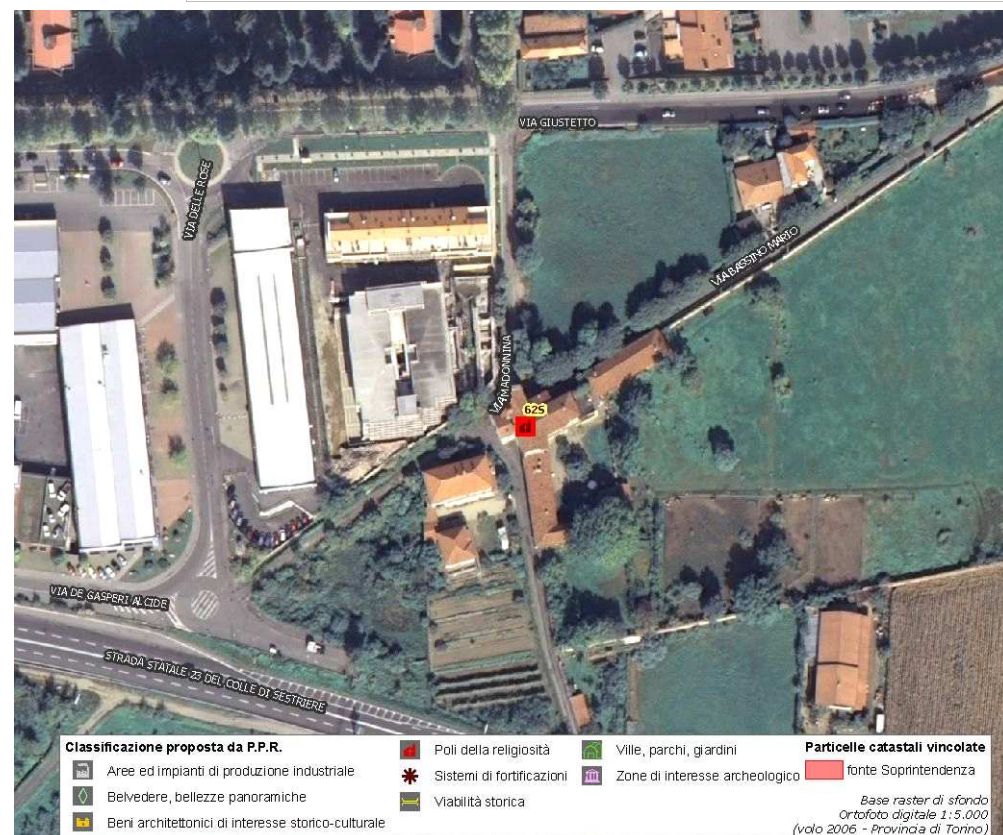 VIA GIUSTETTO
VIA DELLE ROSE
VIA BASSINO MARIO
VIA MADONNINA
625
VIA DE GASPERI ALCIDE
STRADA STATALE 23 DEL COLLE DI SESTRIERE
Classificazione proposta da P.P.R.
Aree ed impianti di produzione industriale
Belvedere, bellezze panoramiche
Beni architettonici di interesse storico-culturale
Poli della religiosità
Sistemi di fortificazioni
Viabilità storica
Ville, parchi, giardini
Zone di interesse archeologico
Particelle catastali vincolate
fonte Soprintendenza
Base raster di sfondo
Ortofoto digitale 1:5.000
(volo 2006 - Provincia di Torino)